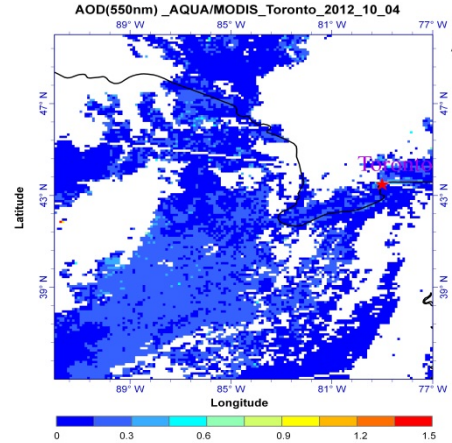 AOD(550nm) _AQUA/MODIS_Toronto_2012_10_04
89° W 85° W 81° W 77° W
47° N 47° N
Toronto
43° N 43° N
39° N 39° N
Latitude
89° W 85° W 81° W 77° W
Longitude
0 0.3 0.6 0.9 1.2 1.5